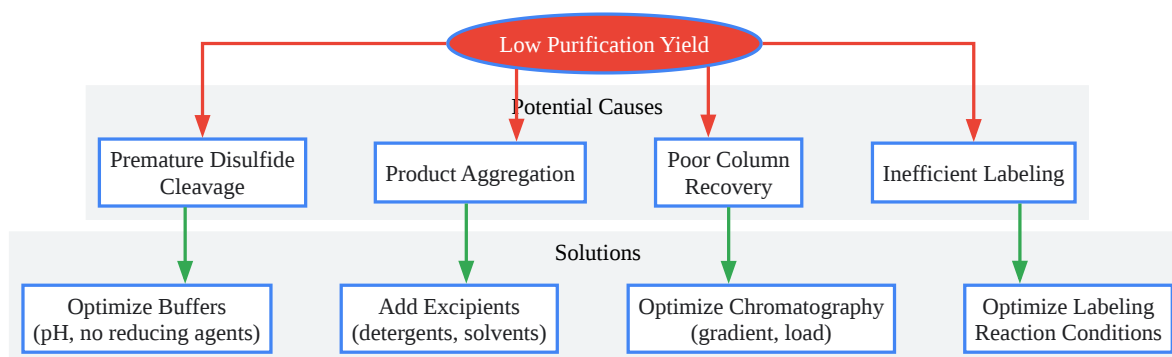 Low Purification Yield
Potential Causes
Premature Disulfide
Cleavage
Product Aggregation
Poor Column
Recovery
Inefficient Labeling
Solutions
Optimize Buffers
(pH, no reducing agents)
Add Excipients
(detergents, solvents)
Optimize Chromatography
(gradient, load)
Optimize Labeling
Reaction Conditions